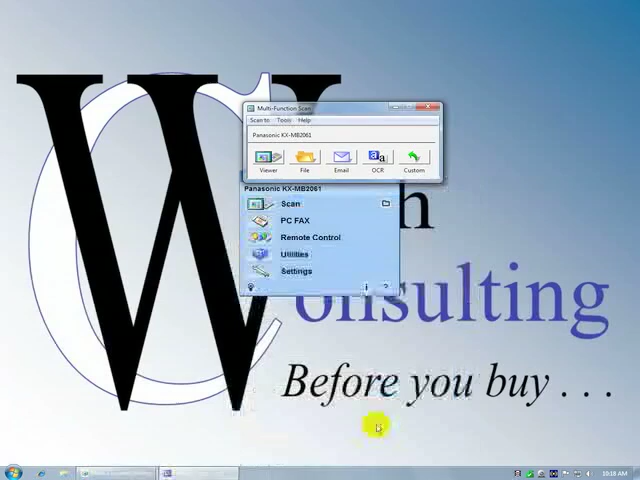 Multi-Function Scan
Scan to Tools Help
Panasonic KX-MB2061
Viewer File Email OCR Custom
Panasonic KX-MB2061
Scan
PC FAX
Remote Control
Utilities
Settings
W h
Consulting
Before you buy . . .
10:18 AM